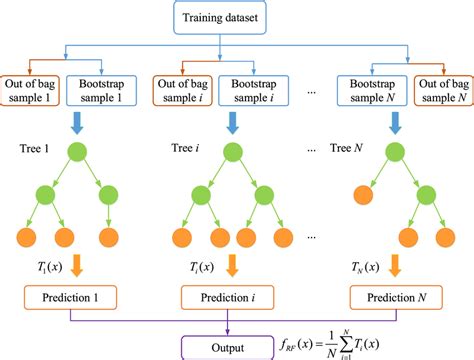 Training dataset
Out of bag
sample 1
Bootstrap
sample 1
Out of bag
sample i
Bootstrap
sample i
...
Bootstrap
sample N
Out of bag
sample N
Tree 1
Tree i
...
Tree N
...
T₁(x)
Tᵢ(x)
T_N(x)
Prediction 1
Prediction i
Prediction N
Output
f_{RF}(x) = \frac{1}{N}\sum_{i=1}^{N} T_i(x)